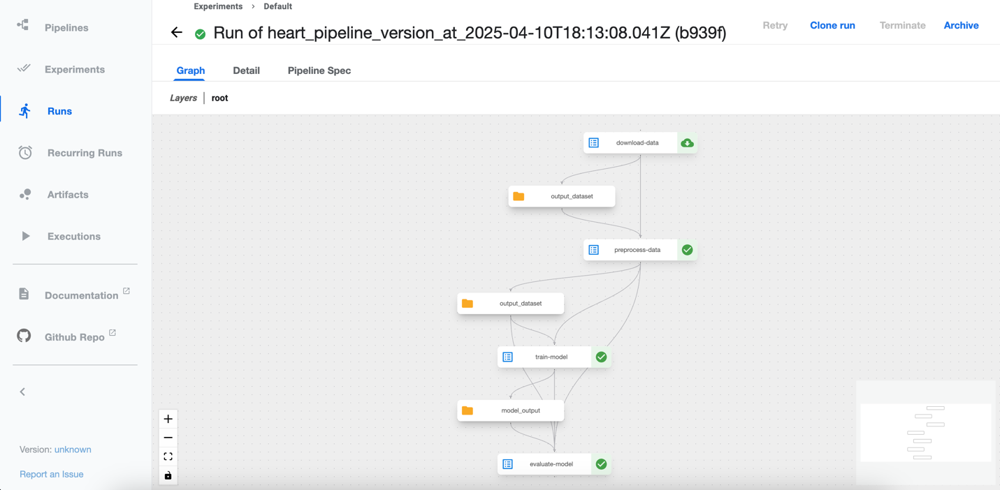 Experiments > Default
Run of heart_pipeline_version_at_2025-04-10T18:13:08.041Z (b939f)
Retry
Clone run
Terminate
Archive
Pipelines
Experiments
Runs
Recurring Runs
Artifacts
Executions
Documentation
Github Repo
Version: unknown
Report an Issue
Graph
Detail
Pipeline Spec
Layers
root
download-data
output_dataset
preprocess-data
output_dataset
train-model
model_output
evaluate-model